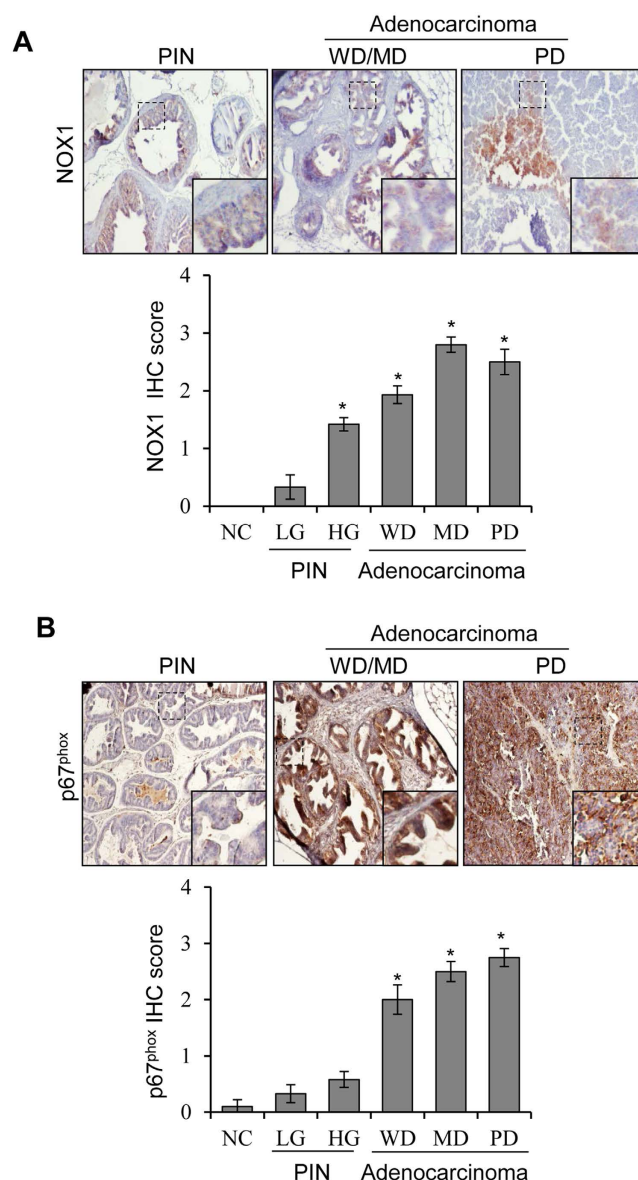 A
Adenocarcinoma
PIN WD/MD PD
NOX1
NOX1 IHC score
4
3
2
1
0
* * * *
NC LG HG WD MD PD
PIN Adenocarcinoma
B
Adenocarcinoma
PIN WD/MD PD
p67phox
p67phox IHC score
4
3
2
1
0
* * *
NC LG HG WD MD PD
PIN Adenocarcinoma